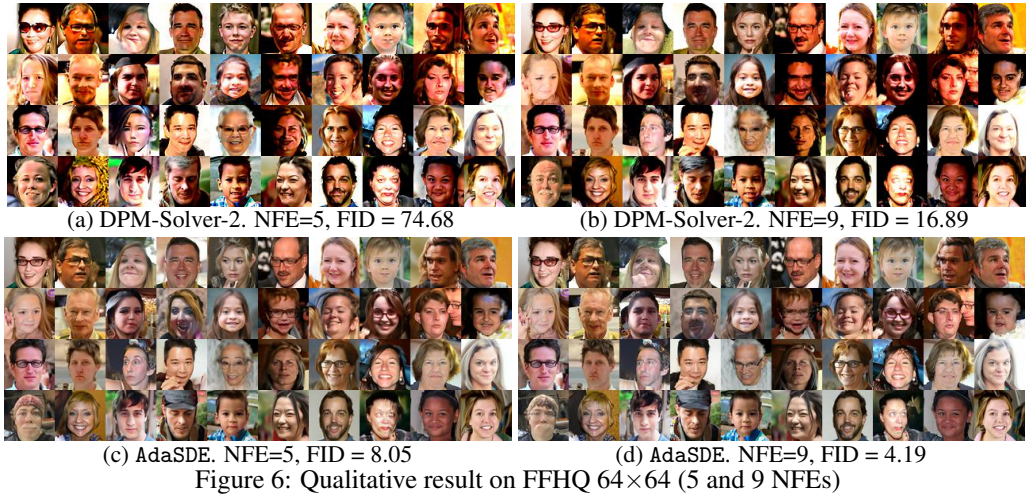 (a) DPM-Solver-2. NFE=5, FID = 74.68
(b) DPM-Solver-2. NFE=9, FID = 16.89
(c) AdaSDE. NFE=5, FID = 8.05
(d) AdaSDE. NFE=9, FID = 4.19
Figure 6: Qualitative result on FFHQ 64×64 (5 and 9 NFEs)